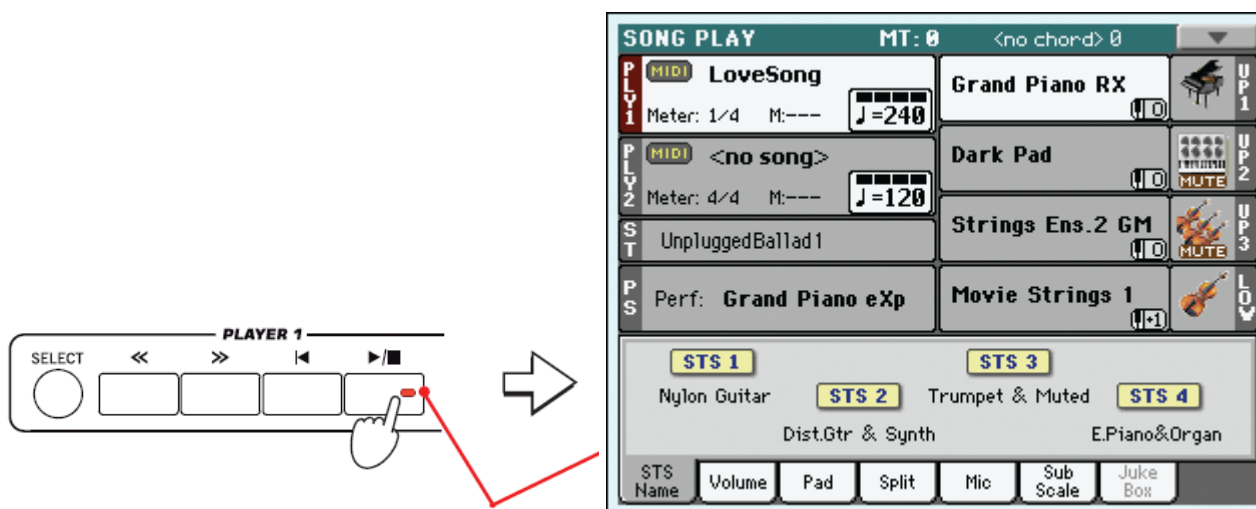 PLAYER 1
SELECT
SONG PLAY MT: 0 <no chord> 0
PLY1 MIDI LoveSong
Meter: 1/4 M:--- ♩=240
Grand Piano RX 0 UP1
PLY2 MIDI <no song>
Meter: 4/4 M:--- ♩=120
Dark Pad 0 MUTE UP2
ST UnpluggedBallad1
Strings Ens.2 GM 0 MUTE UP3
PS Perf: Grand Piano eXp
Movie Strings 1 +1 LOW
STS 1 STS 3
Nylon Guitar STS 2 Trumpet & Muted STS 4
Dist.Gtr & Synth E.Piano&Organ
STS Name Volume Pad Split Mic Sub Scale Juke Box